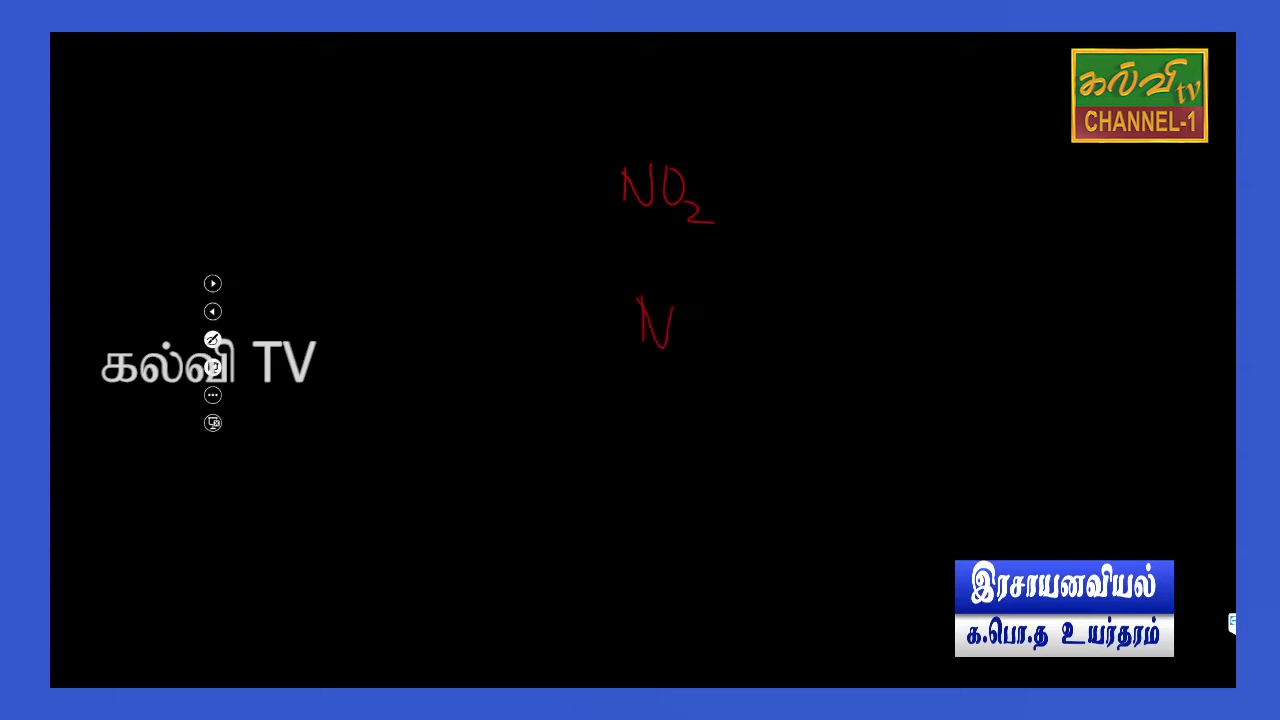 கல்வி tv
CHANNEL-1
NO₂
N
கல்வி TV
இரசாயனவியல்
க.பொ.த உயர்தரம்